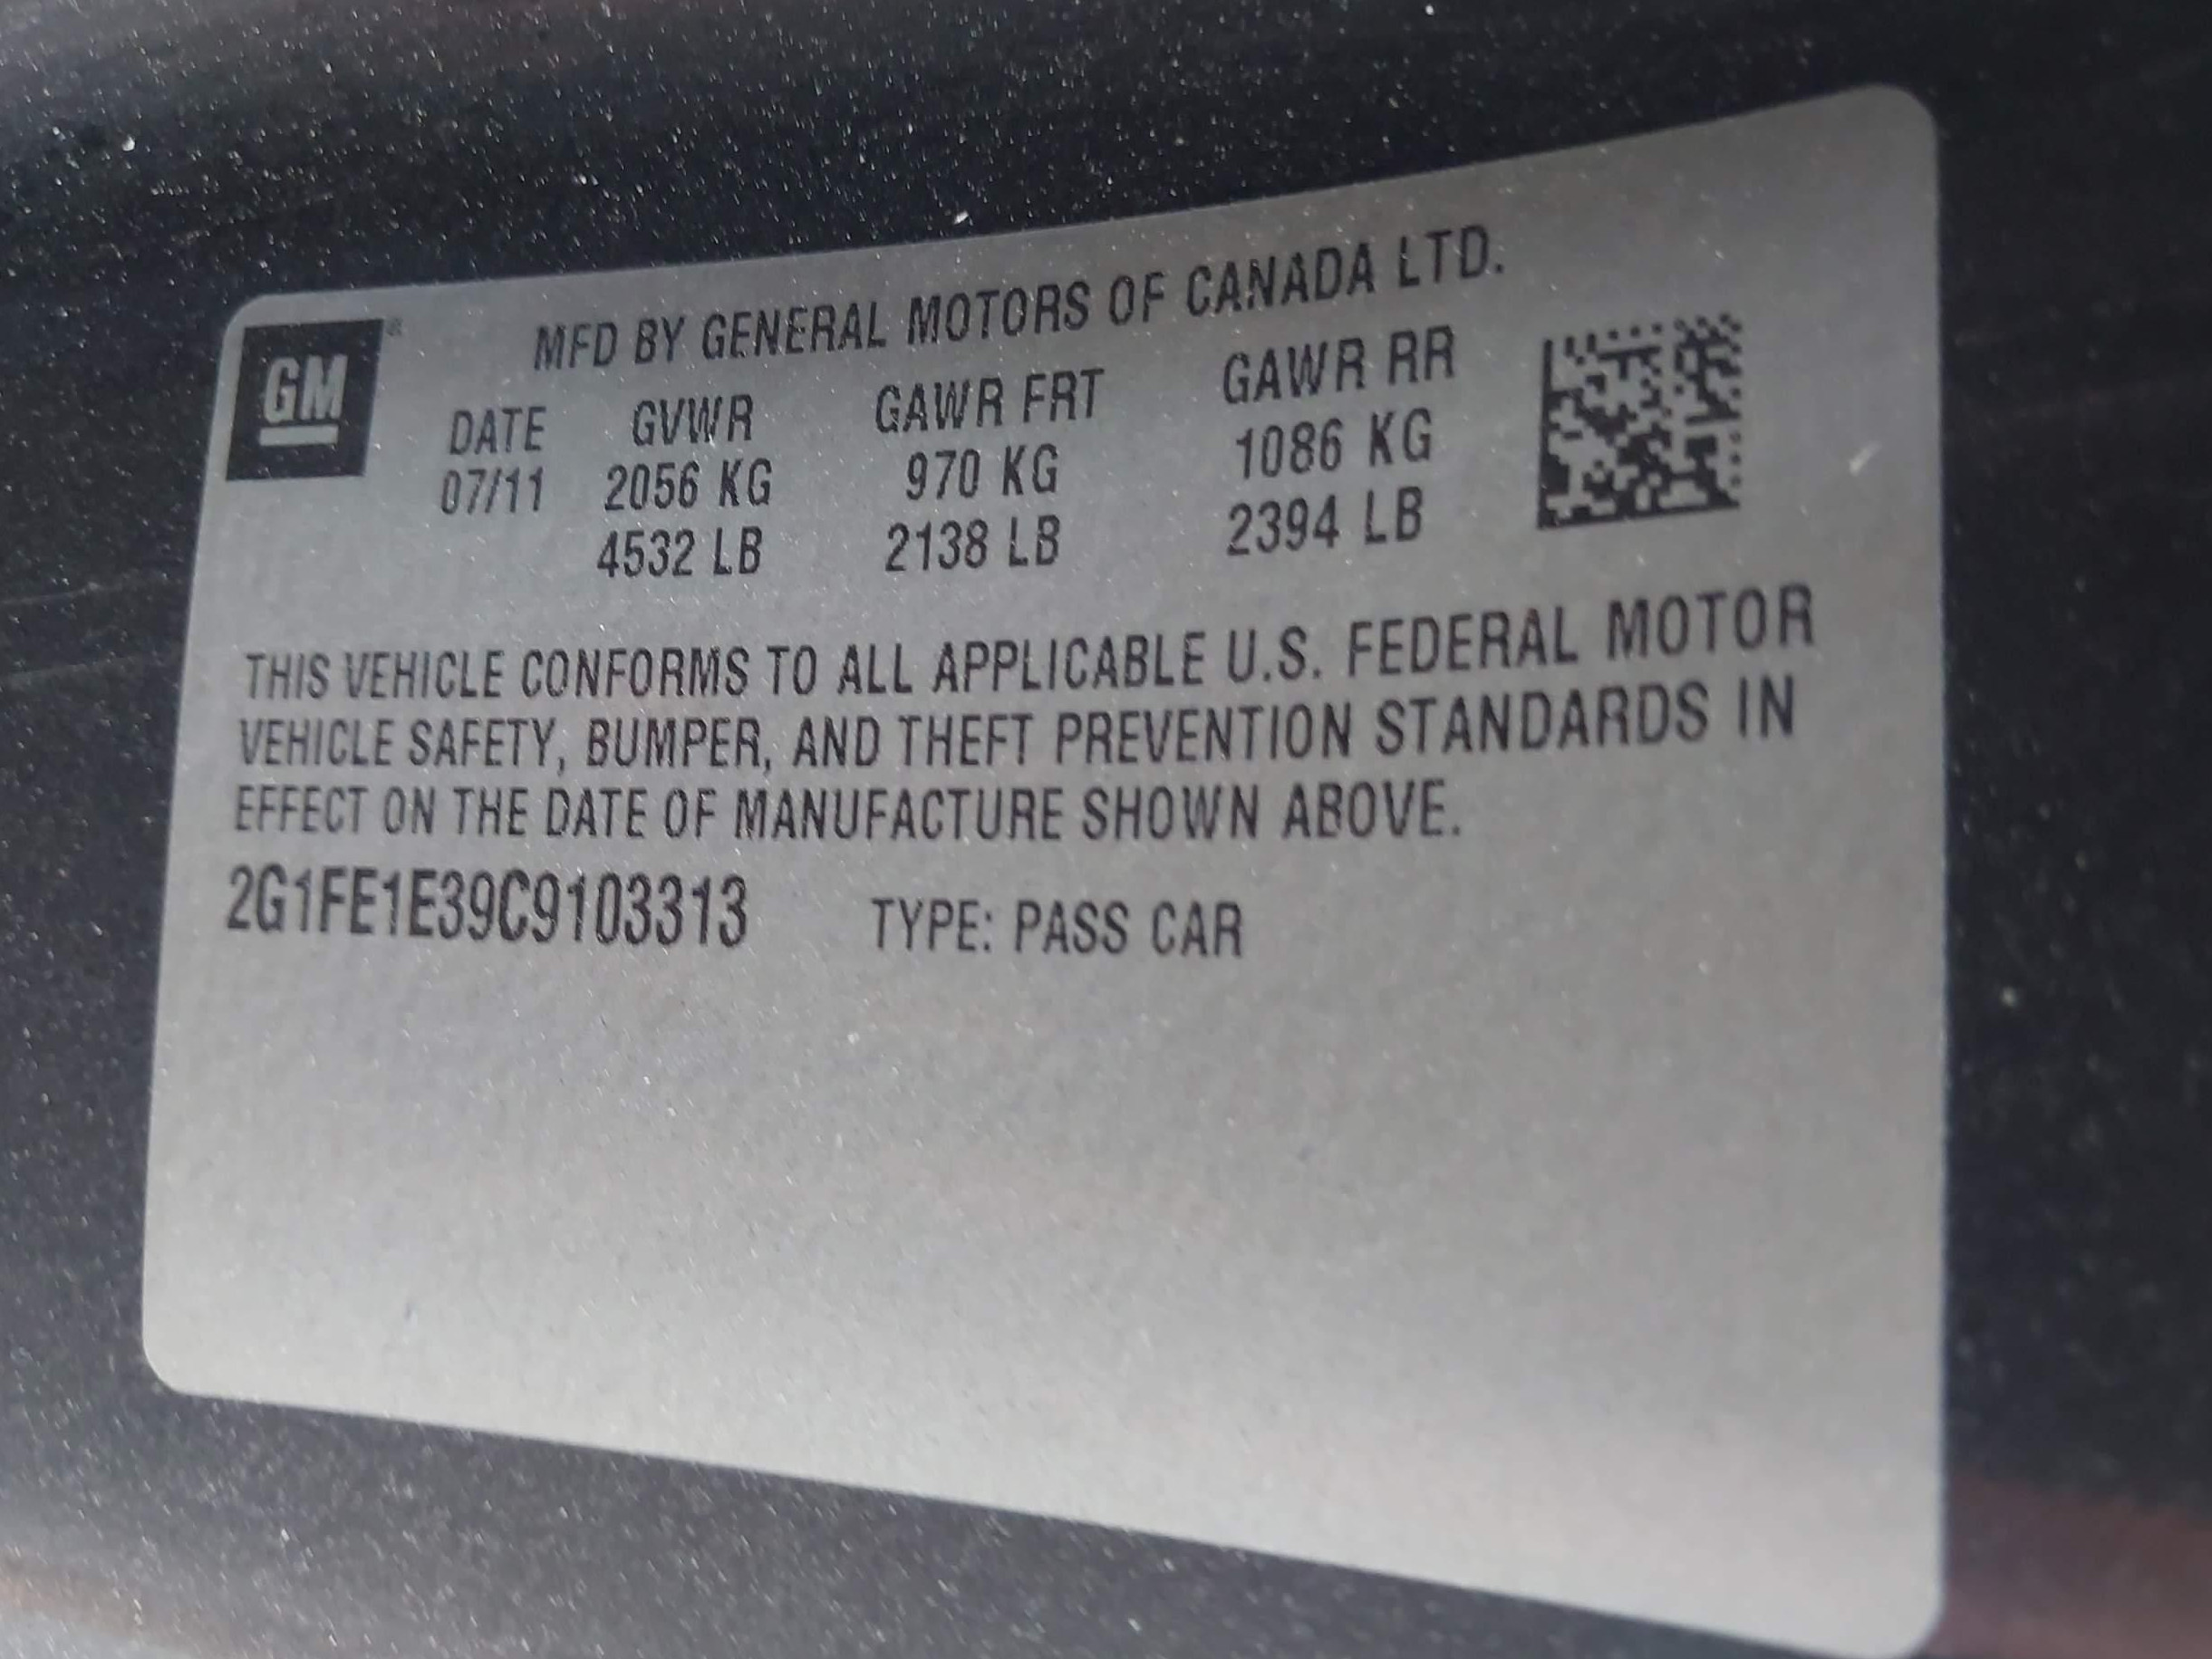 GM ®
MFD BY GENERAL MOTORS OF CANADA LTD.
DATE GVWR GAWR FRT GAWR RR
07/11 2056 KG 970 KG 1086 KG
4532 LB 2138 LB 2394 LB
THIS VEHICLE CONFORMS TO ALL APPLICABLE U.S. FEDERAL MOTOR
VEHICLE SAFETY, BUMPER, AND THEFT PREVENTION STANDARDS IN
EFFECT ON THE DATE OF MANUFACTURE SHOWN ABOVE.
2G1FE1E39C9103313 TYPE: PASS CAR